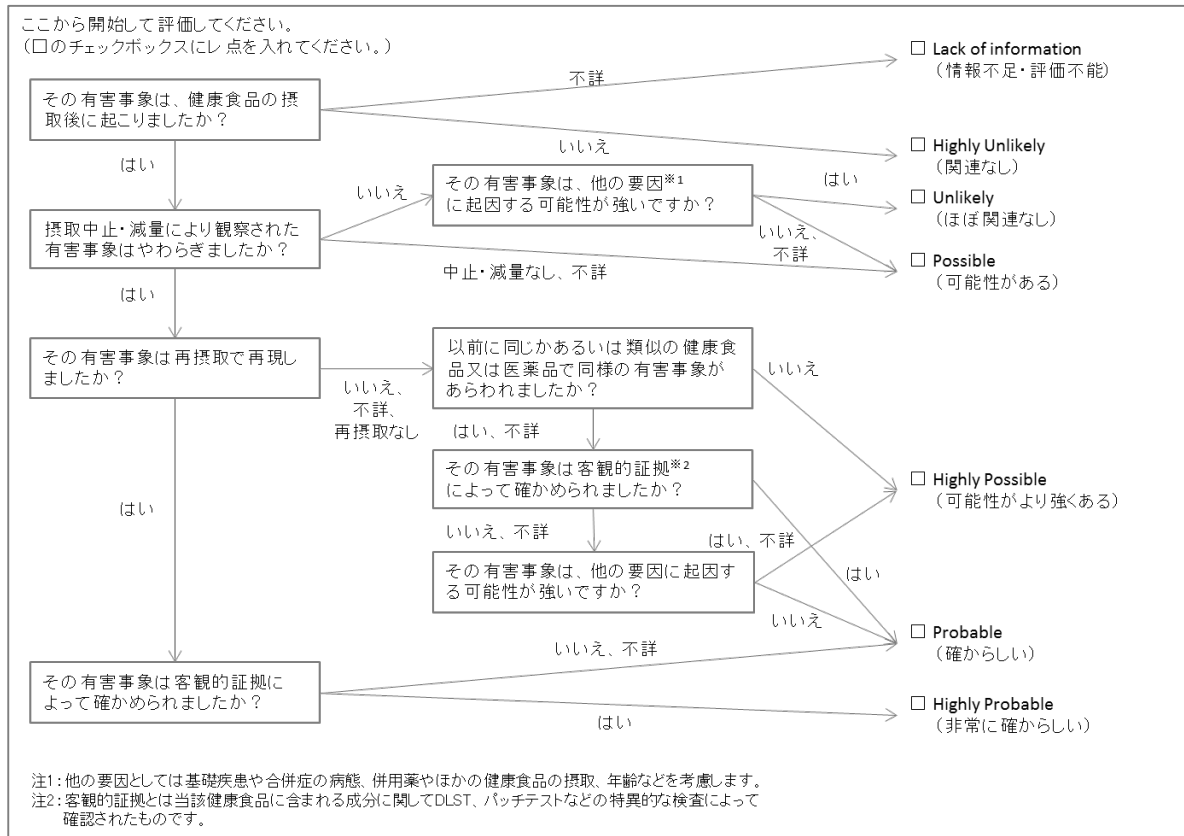 ここから開始して評価してください。
(□のチェックボックスにレ点を入れてください。)
□ Lack of information
(情報不足・評価不能)
不詳
その有害事象は、健康食品の摂
取後に起こりましたか?
いいえ
□ Highly Unlikely
(関連なし)
はい
いいえ
その有害事象は、他の要因※1
に起因する可能性が強いですか?
はい
□ Unlikely
(ほぼ関連なし)
摂取中止・減量により観察された
有害事象はやわらぎましたか?
いいえ、
不詳
中止・減量なし、不詳
□ Possible
(可能性がある)
はい
その有害事象は再摂取で再現し
ましたか?
いいえ、
不詳、
再摂取なし
以前に同じかあるいは類似の健康食
品又は医薬品で同様の有害事象が
あらわれましたか?
いいえ
はい、不詳
その有害事象は客観的証拠※2
によって確かめられましたか?
□ Highly Possible
(可能性がより強くある)
はい
いいえ、不詳
はい、不詳
その有害事象は、他の要因に起因す
る可能性が強いですか?
はい
いいえ
□ Probable
(確からしい)
いいえ、不詳
その有害事象は客観的証拠に
よって確かめられましたか?
はい
□ Highly Probable
(非常に確からしい)
注1:他の要因としては基礎疾患や合併症の病態、併用薬やほかの健康食品の摂取、年齢などを考慮します。
注2:客観的証拠とは当該健康食品に含まれる成分に関してDLST、パッチテストなどの特異的な検査によって
確認されたものです。